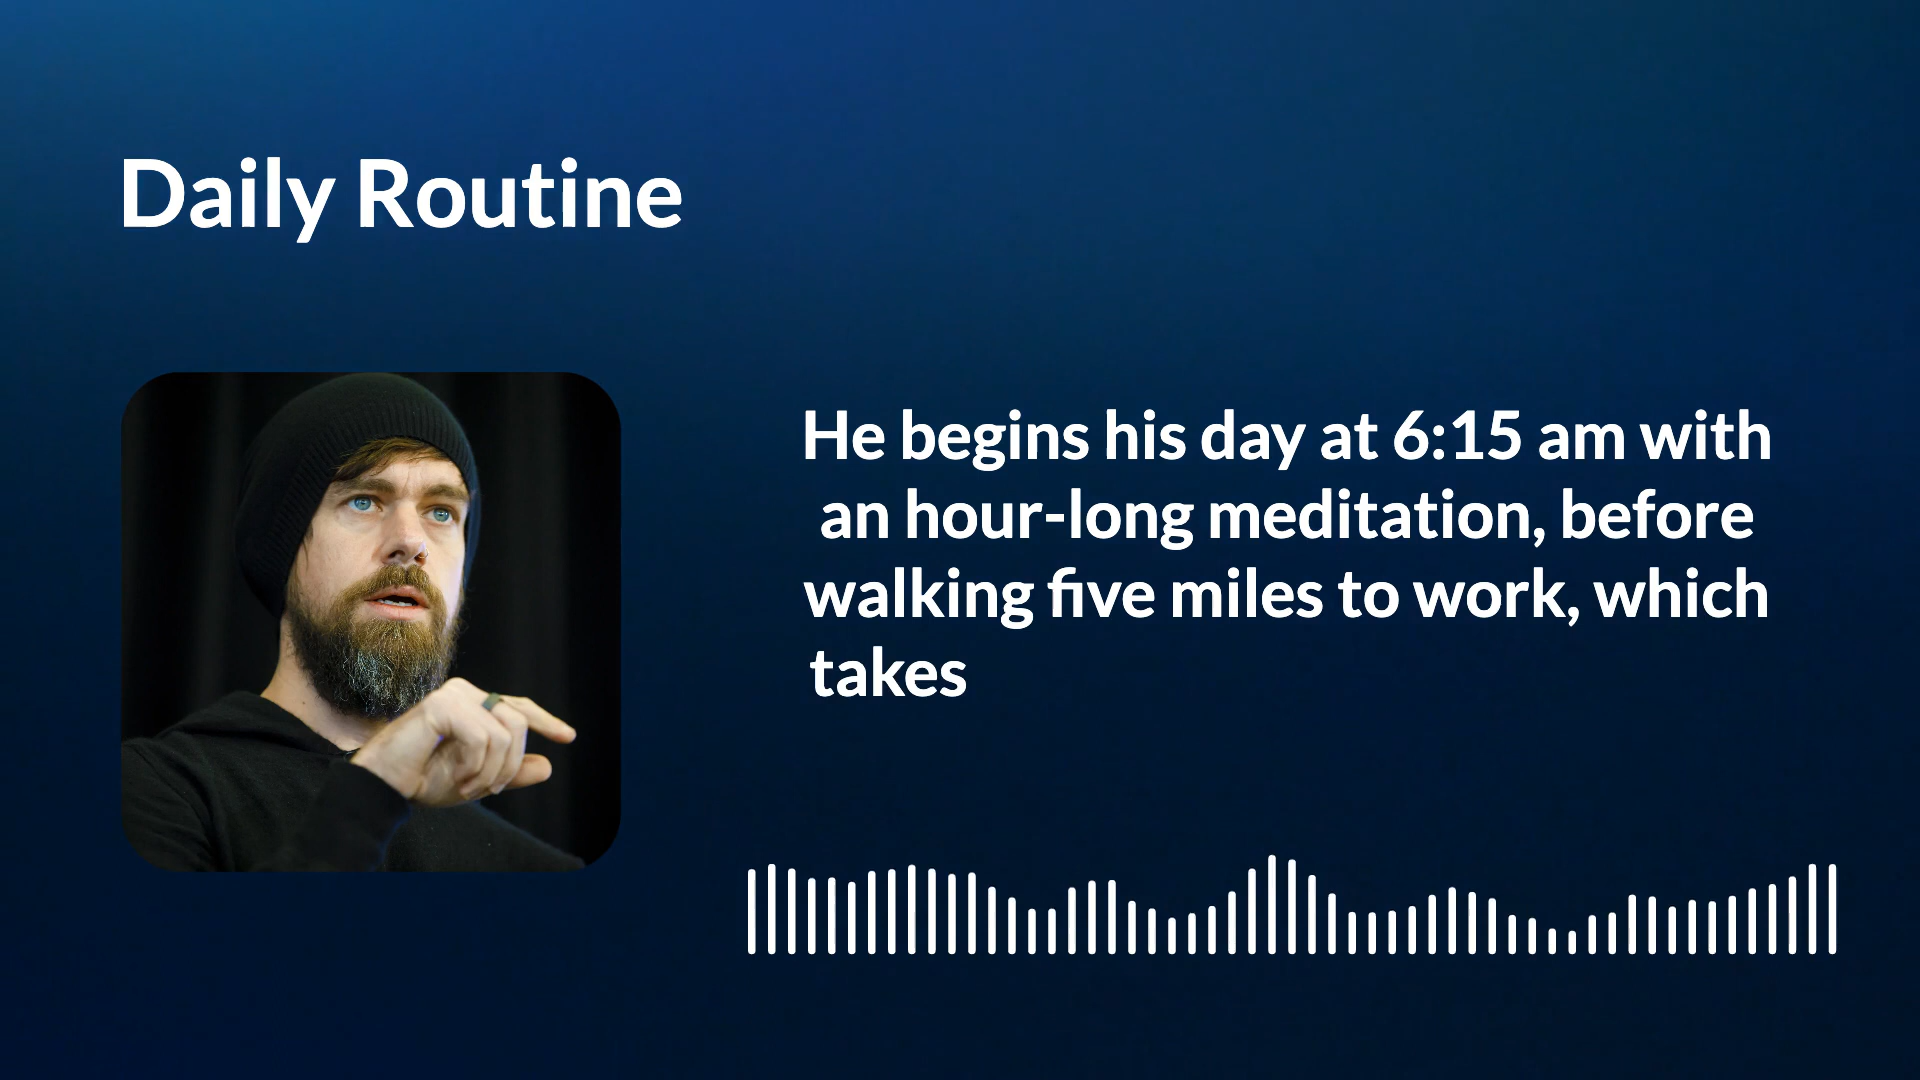 Daily Routine
He begins his day at 6:15 am with
an hour-long meditation, before
walking five miles to work, which
takes